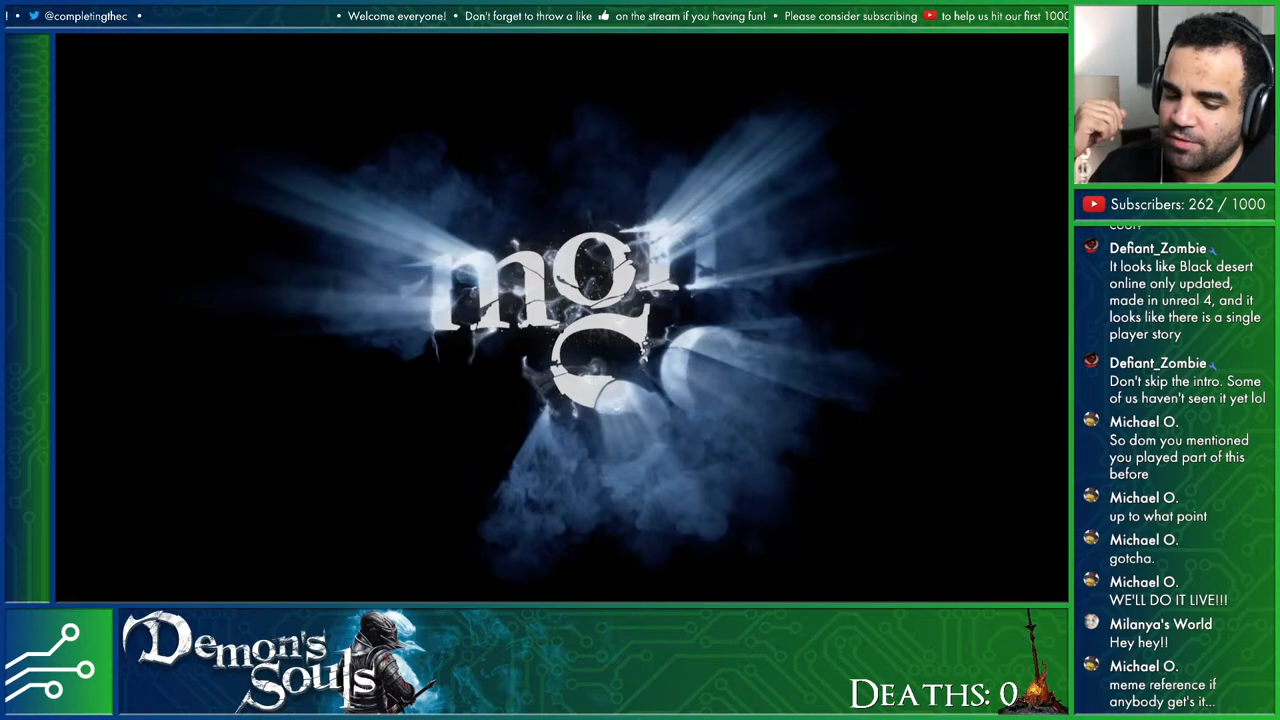 ! • @completingthec •
• Welcome everyone! • Don't forget to throw a like on the stream if you having fun! • Please consider subscribing to help us hit our first 1000
Subscribers: 262 / 1000
Defiant_Zombie
It looks like Black desert
online only updated,
made in unreal 4, and it
looks like there is a single
player story
Defiant_Zombie
Don't skip the intro. Some
of us haven't seen it yet lol
Michael O.
So dom you mentioned
you played part of this
before
Michael O.
up to what point
Michael O.
gotcha.
Michael O.
WE'LL DO IT LIVE!!!
Milanya's World
Hey hey!!
Michael O.
meme reference if
anybody get's it...
Demon's
Souls
Deaths: 0